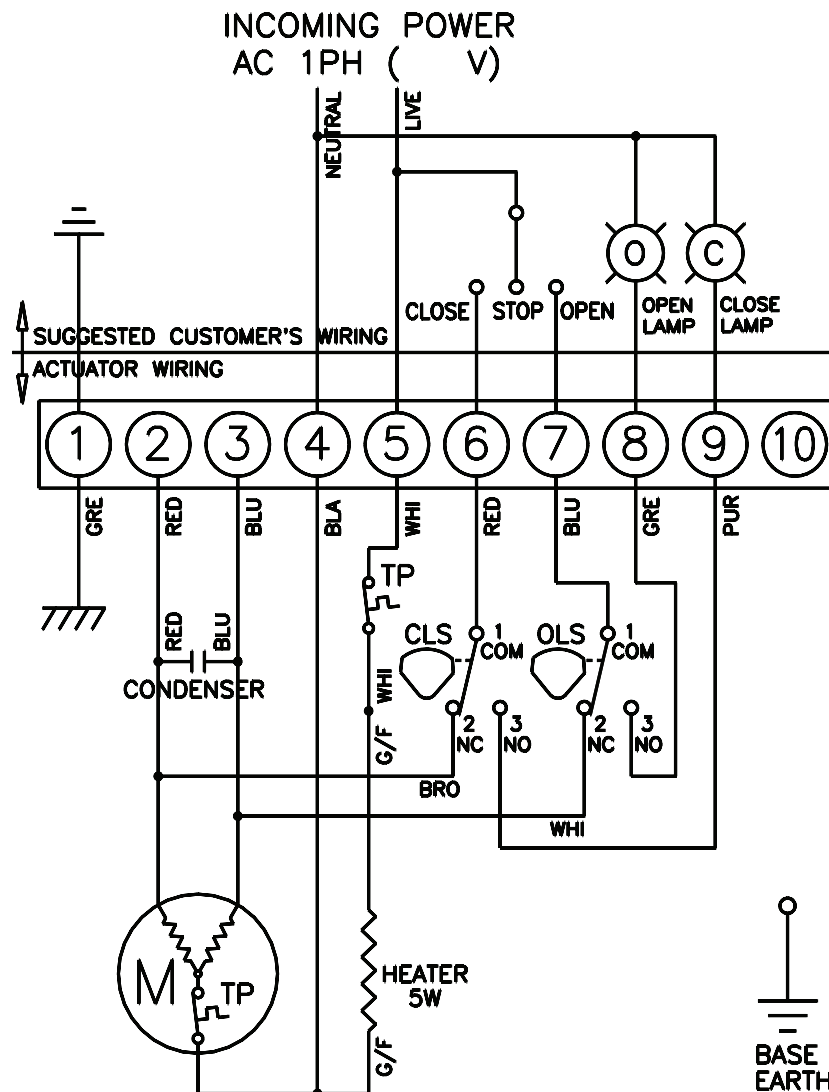 INCOMING POWER
AC 1PH ( V)
NEUTRAL
LIVE
O
C
CLOSE STOP OPEN
OPEN
LAMP
CLOSE
LAMP
SUGGESTED CUSTOMER'S WIRING
ACTUATOR WIRING
1 2 3 4 5 6 7 8 9 10
GRE
RED
BLU
BLA
WHI
RED
BLU
GRE
PUR
TP
RED
BLU
CONDENSER
WHI
G/F
CLS
1
COM
2
NC
3
NO
OLS
1
COM
2
NC
3
NO
BRO
WHI
M
TP
HEATER
5W
G/F
BASE
EARTH